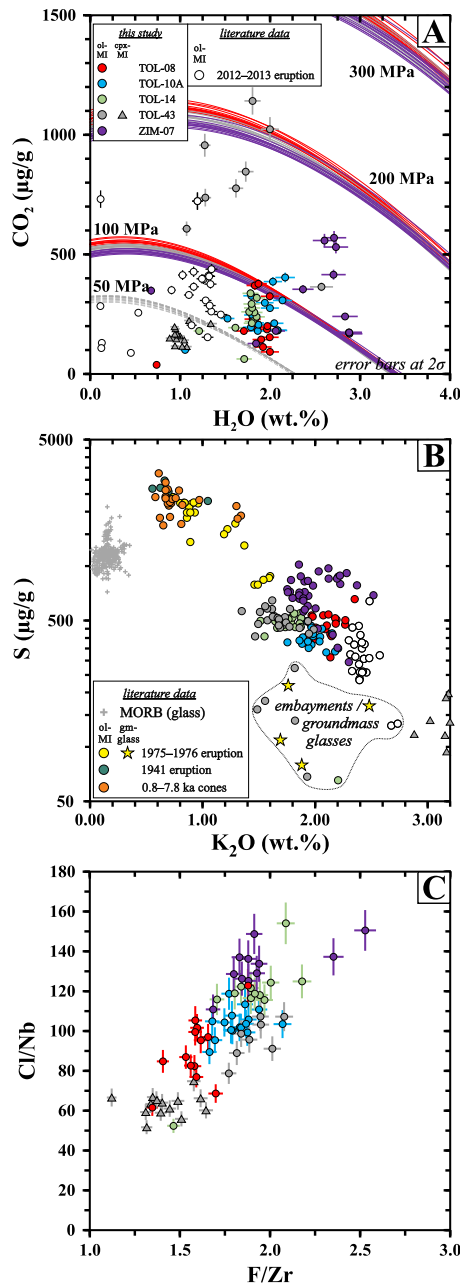 A
this study
literature data
ol-MI
cpx-MI
ol-MI
TOL-08
TOL-10A
TOL-14
TOL-43
ZIM-07
2012–2013 eruption
300 MPa
200 MPa
100 MPa
50 MPa
error bars at 2σ
1500
1000
500
0
CO₂ (µg/g)
0.0 1.0 2.0 3.0 4.0
H₂O (wt.%)
B
5000
500
50
S (µg/g)
embayments /
groundmass
glasses
literature data
MORB (glass)
ol-MI
gm-glass
1975–1976 eruption
1941 eruption
0.8–7.8 ka cones
0.00 1.00 2.00 3.00
K₂O (wt.%)
C
180
160
140
120
100
80
60
40
20
0
Cl/Nb
1.0 1.5 2.0 2.5 3.0
F/Zr